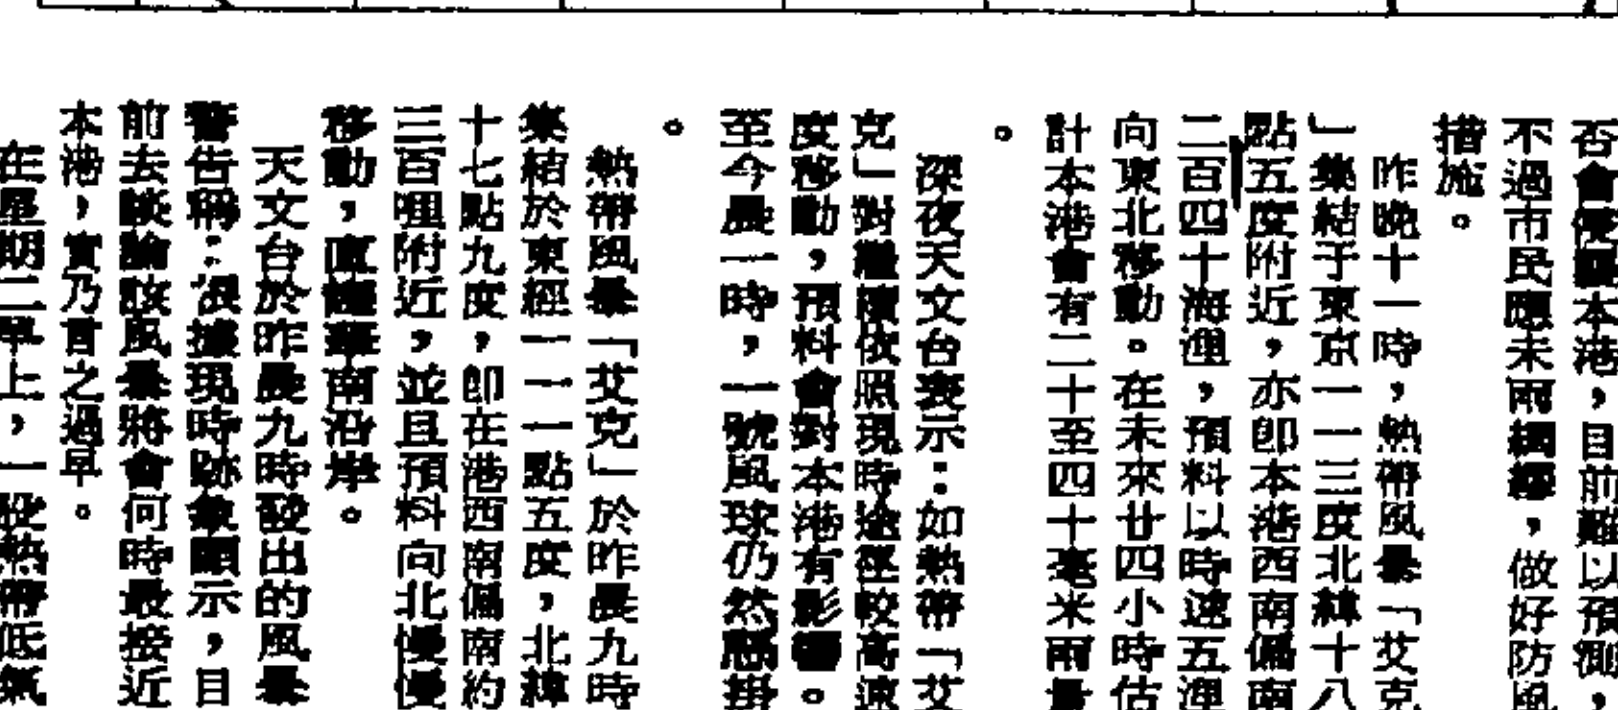 否會侵襲本港，目前難以預測，
不過市民應未雨綢繆，做好防風
措施。
昨晚十一時，熱帶風暴「艾克
」集結于東京一一三度北緯十八
點五度附近，亦即本港西南偏南
二百四十海浬，預料以時速五浬
向東北移動。在未來廿四小時估
計本港會有二十至四十毫米雨量
。
深夜天文台表示：如熱帶「艾
克」對繼續依照現時途徑較高速
度移動，預料會對本港有影響。
至今晨一時，一號風球仍然懸掛
。
熱帶風暴「艾克」於昨晨九時
集結於東經一一一點五度，北緯
十七點九度，即在港西南偏南約
三百哩附近，並且預料向北慢慢
移動，直撲華南沿岸。
天文台於昨晨九時發出的風暴
警告稱：根據現時跡象顯示，目
前去談論該風暴將會何時最接近
本港，實乃言之過早。
在星期二早上，一股熱帶低氣